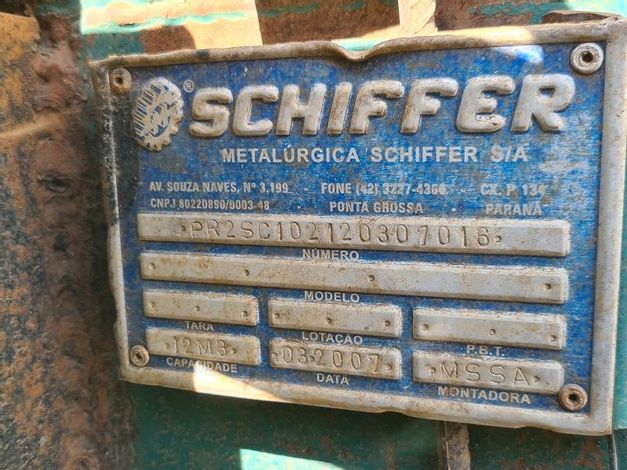 ® SCHIFFER
METALÚRGICA SCHIFFER S/A
AV. SOUZA NAVES, Nº 3.199 - FONE (42) 3227-4366 - CX. P. 134
CNPJ 80220890/0003-48 PONTA GROSSA - PARANÁ
PR2SC102120307016
NÚMERO
MODELO
TARA LOTAÇÃO P.B.T.
12M3 032007 MSSA
CAPACIDADE DATA MONTADORA